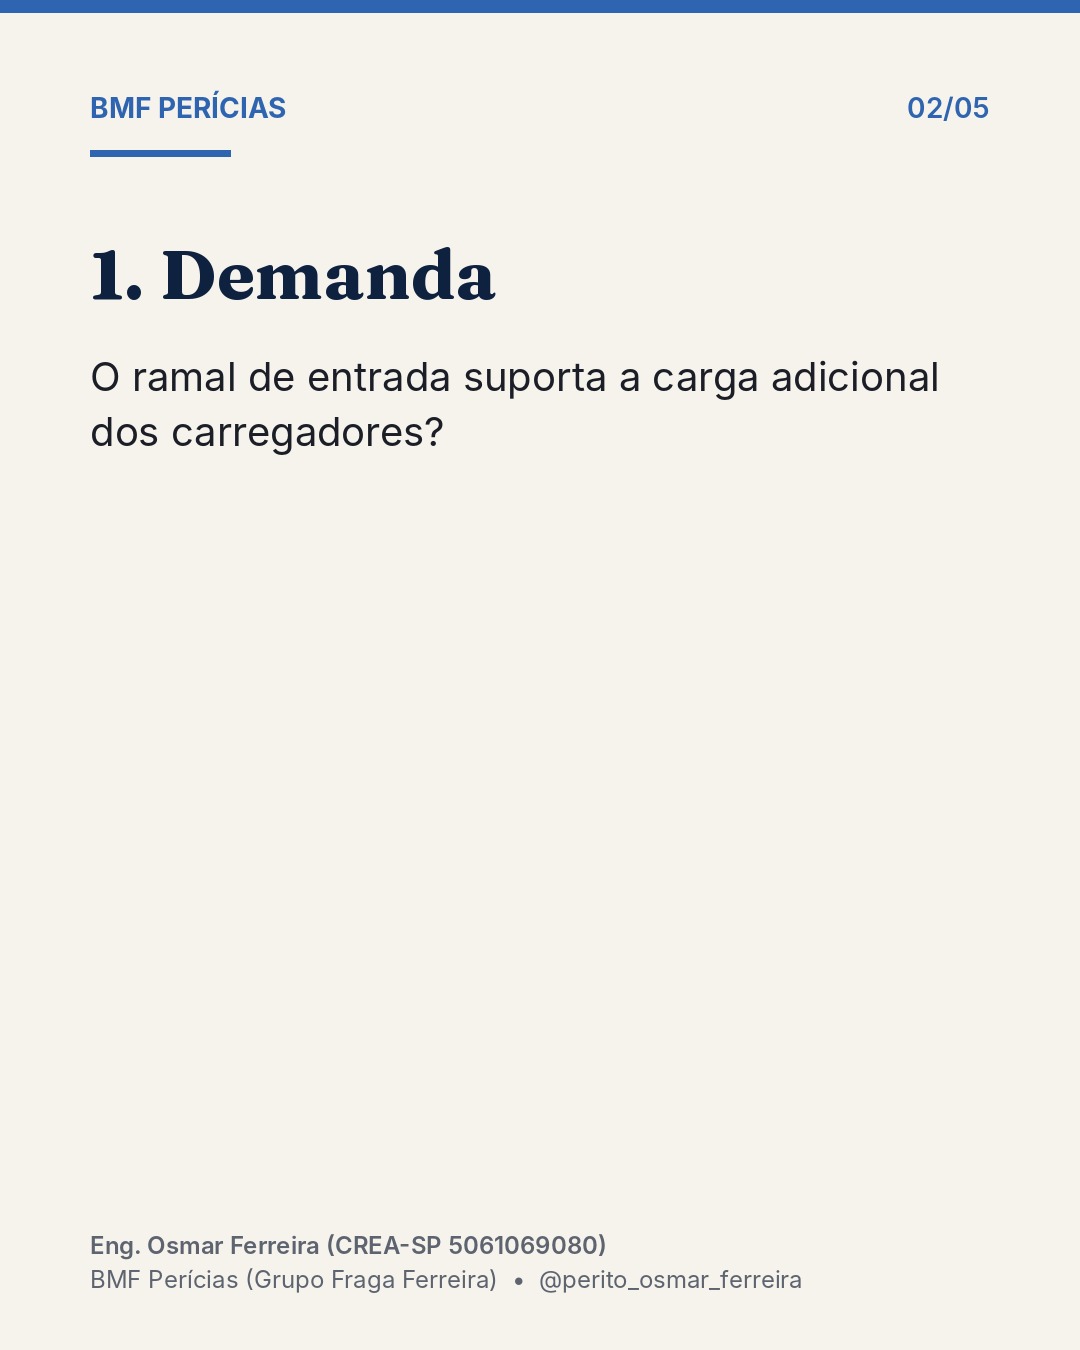 BMF PERÍCIAS
02/05
1. Demanda
O ramal de entrada suporta a carga adicional
dos carregadores?
Eng. Osmar Ferreira (CREA-SP 5061069080)
BMF Perícias (Grupo Fraga Ferreira) • @perito_osmar_ferreira